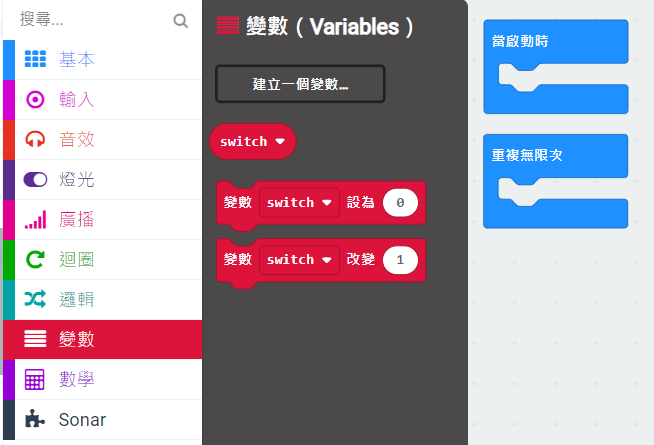 搜尋...
基本
輸入
音效
燈光
廣播
迴圈
邏輯
變數
數學
Sonar
變數 ( Variables )
建立一個變數...
switch
變數 switch 設為 0
變數 switch 改變 1
當啟動時
重複無限次